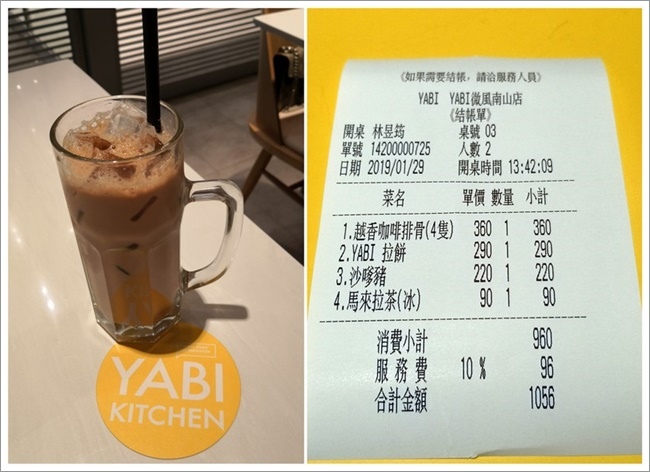 YABI
KITCHEN
《如果需要結帳，請洽服務人員》
YABI YABI微風南山店
《結帳單》
開桌 林昱筠 桌號 03
單號 14200000725 人數 2
日期 2019/01/29 開桌時間 13:42:09
菜名 單價 數量 小計
1.越香咖啡排骨(4隻) 360 1 360
2.YABI 拉餅 290 1 290
3.沙嗲豬 220 1 220
4.馬來拉茶(冰) 90 1 90
消費小計 960
服務費 10 % 96
合計金額 1056